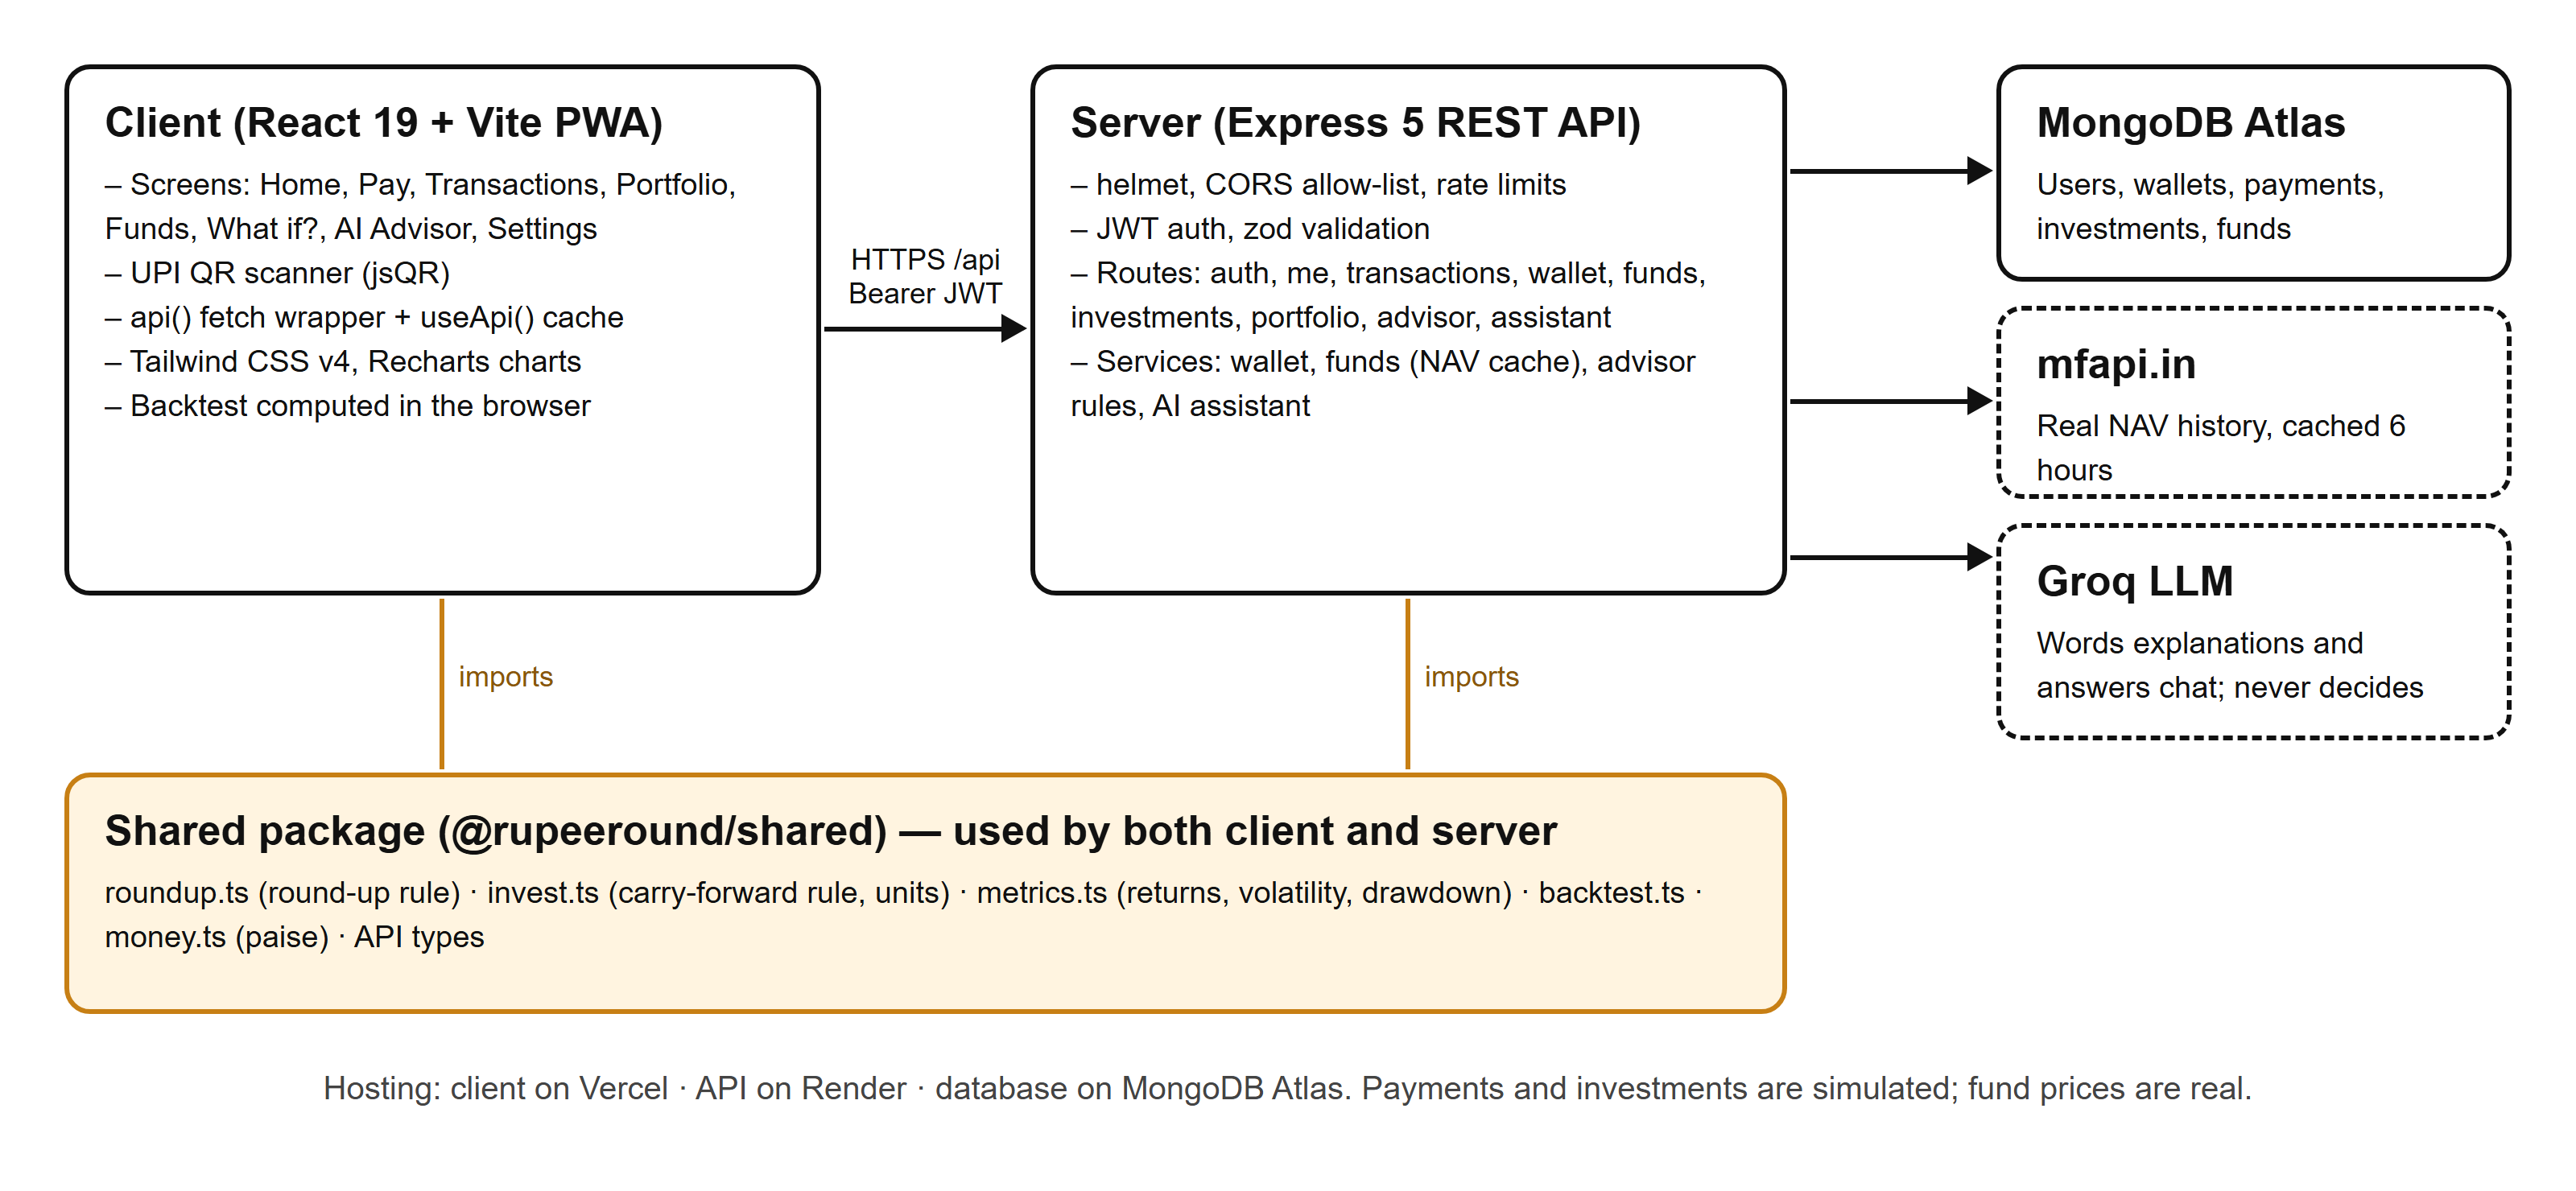 Client (React 19 + Vite PWA)
– Screens: Home, Pay, Transactions, Portfolio,
Funds, What if?, AI Advisor, Settings
– UPI QR scanner (jsQR)
– api() fetch wrapper + useApi() cache
– Tailwind CSS v4, Recharts charts
– Backtest computed in the browser
HTTPS /api
Bearer JWT
Server (Express 5 REST API)
– helmet, CORS allow-list, rate limits
– JWT auth, zod validation
– Routes: auth, me, transactions, wallet, funds,
investments, portfolio, advisor, assistant
– Services: wallet, funds (NAV cache), advisor
rules, AI assistant
MongoDB Atlas
Users, wallets, payments,
investments, funds
mfapi.in
Real NAV history, cached 6
hours
Groq LLM
Words explanations and
answers chat; never decides
imports
imports
Shared package (@rupeeround/shared) — used by both client and server
roundup.ts (round-up rule) · invest.ts (carry-forward rule, units) · metrics.ts (returns, volatility, drawdown) · backtest.ts ·
money.ts (paise) · API types
Hosting: client on Vercel · API on Render · database on MongoDB Atlas. Payments and investments are simulated; fund prices are real.